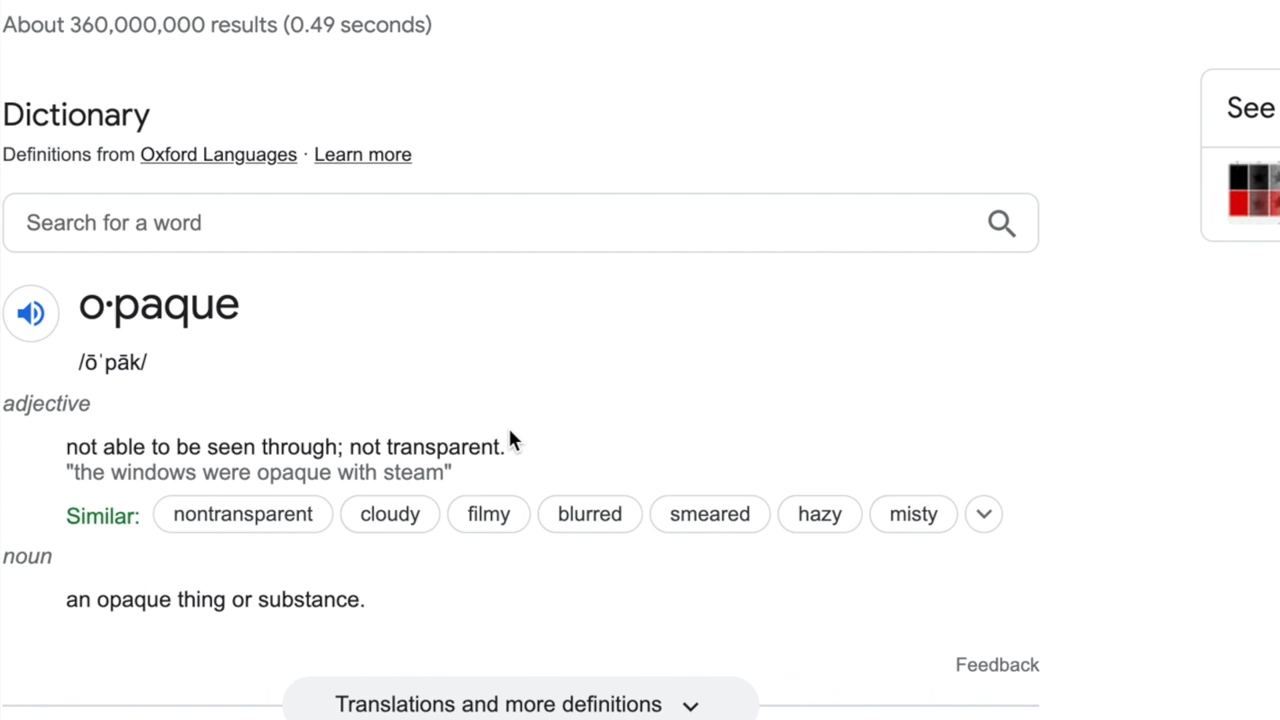 About 360,000,000 results (0.49 seconds)
Dictionary
See
Definitions from Oxford Languages · Learn more
Search for a word
o·paque
/ōˈpāk/
adjective
not able to be seen through; not transparent.
"the windows were opaque with steam"
Similar: nontransparent cloudy filmy blurred smeared hazy misty
noun
an opaque thing or substance.
Feedback
Translations and more definitions